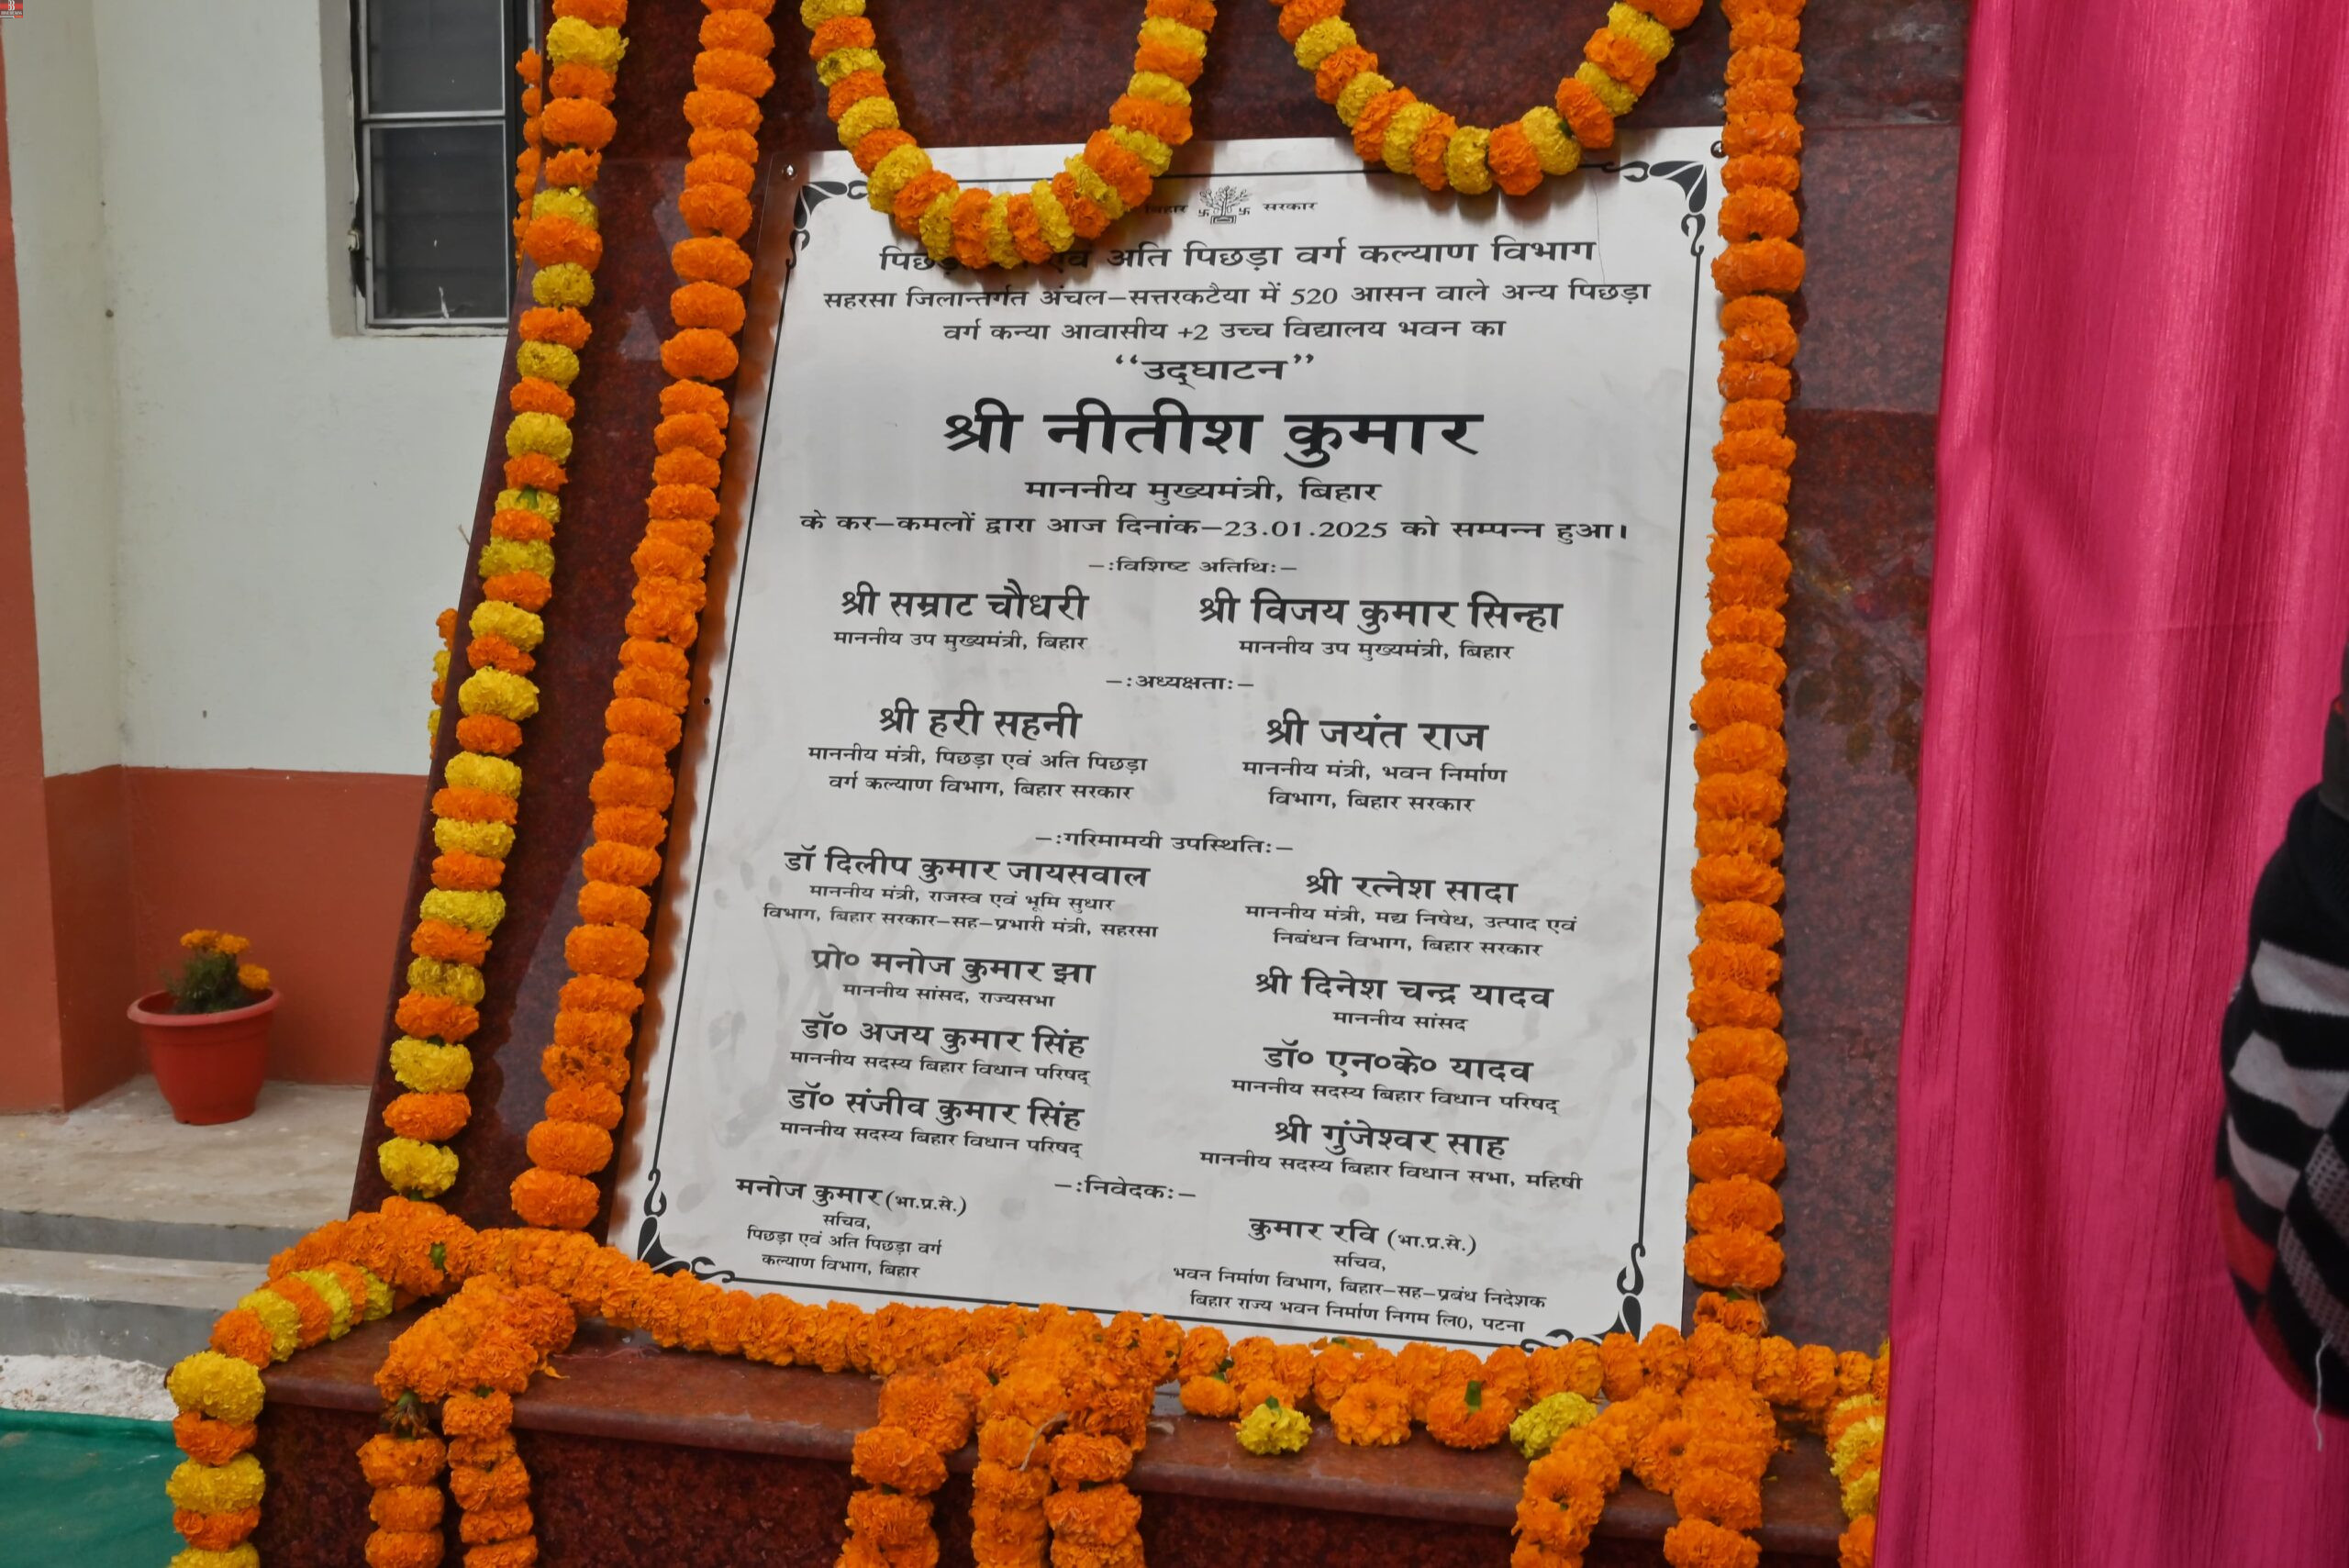 बिहार सरकार
पिछड़ा एवं अति पिछड़ा वर्ग कल्याण विभाग
सहरसा जिलान्तर्गत अंचल–सत्तरकटैया में 520 आसन वाले अन्य पिछड़ा
वर्ग कन्या आवासीय +2 उच्च विद्यालय भवन का
‘‘उद्घाटन’’
श्री नीतीश कुमार
माननीय मुख्यमंत्री, बिहार
के कर–कमलों द्वारा आज दिनांक–23.01.2025 को सम्पन्न हुआ।
–:विशिष्ट अतिथि:–
श्री सम्राट चौधरी
माननीय उप मुख्यमंत्री, बिहार
श्री विजय कुमार सिन्हा
माननीय उप मुख्यमंत्री, बिहार
–:अध्यक्षता:–
श्री हरी सहनी
माननीय मंत्री, पिछड़ा एवं अति पिछड़ा
वर्ग कल्याण विभाग, बिहार सरकार
श्री जयंत राज
माननीय मंत्री, भवन निर्माण
विभाग, बिहार सरकार
–:गरिमामयी उपस्थिति:–
डॉ दिलीप कुमार जायसवाल
माननीय मंत्री, राजस्व एवं भूमि सुधार
विभाग, बिहार सरकार–सह–प्रभारी मंत्री, सहरसा
श्री रत्नेश सादा
माननीय मंत्री, मद्य निषेध, उत्पाद एवं
निबंधन विभाग, बिहार सरकार
प्रो० मनोज कुमार झा
माननीय सांसद, राज्यसभा
श्री दिनेश चन्द्र यादव
माननीय सांसद
डॉ० अजय कुमार सिंह
माननीय सदस्य बिहार विधान परिषद्
डॉ० एन०के० यादव
माननीय सदस्य बिहार विधान परिषद्
डॉ० संजीव कुमार सिंह
माननीय सदस्य बिहार विधान परिषद्
श्री गुंजेश्वर साह
माननीय सदस्य बिहार विधान सभा, महिषी
–:निवेदक:–
मनोज कुमार (भा.प्र.से.)
सचिव,
पिछड़ा एवं अति पिछड़ा वर्ग
कल्याण विभाग, बिहार
कुमार रवि (भा.प्र.से.)
सचिव,
भवन निर्माण विभाग, बिहार–सह–प्रबंध निदेशक
बिहार राज्य भवन निर्माण निगम लि0, पटना